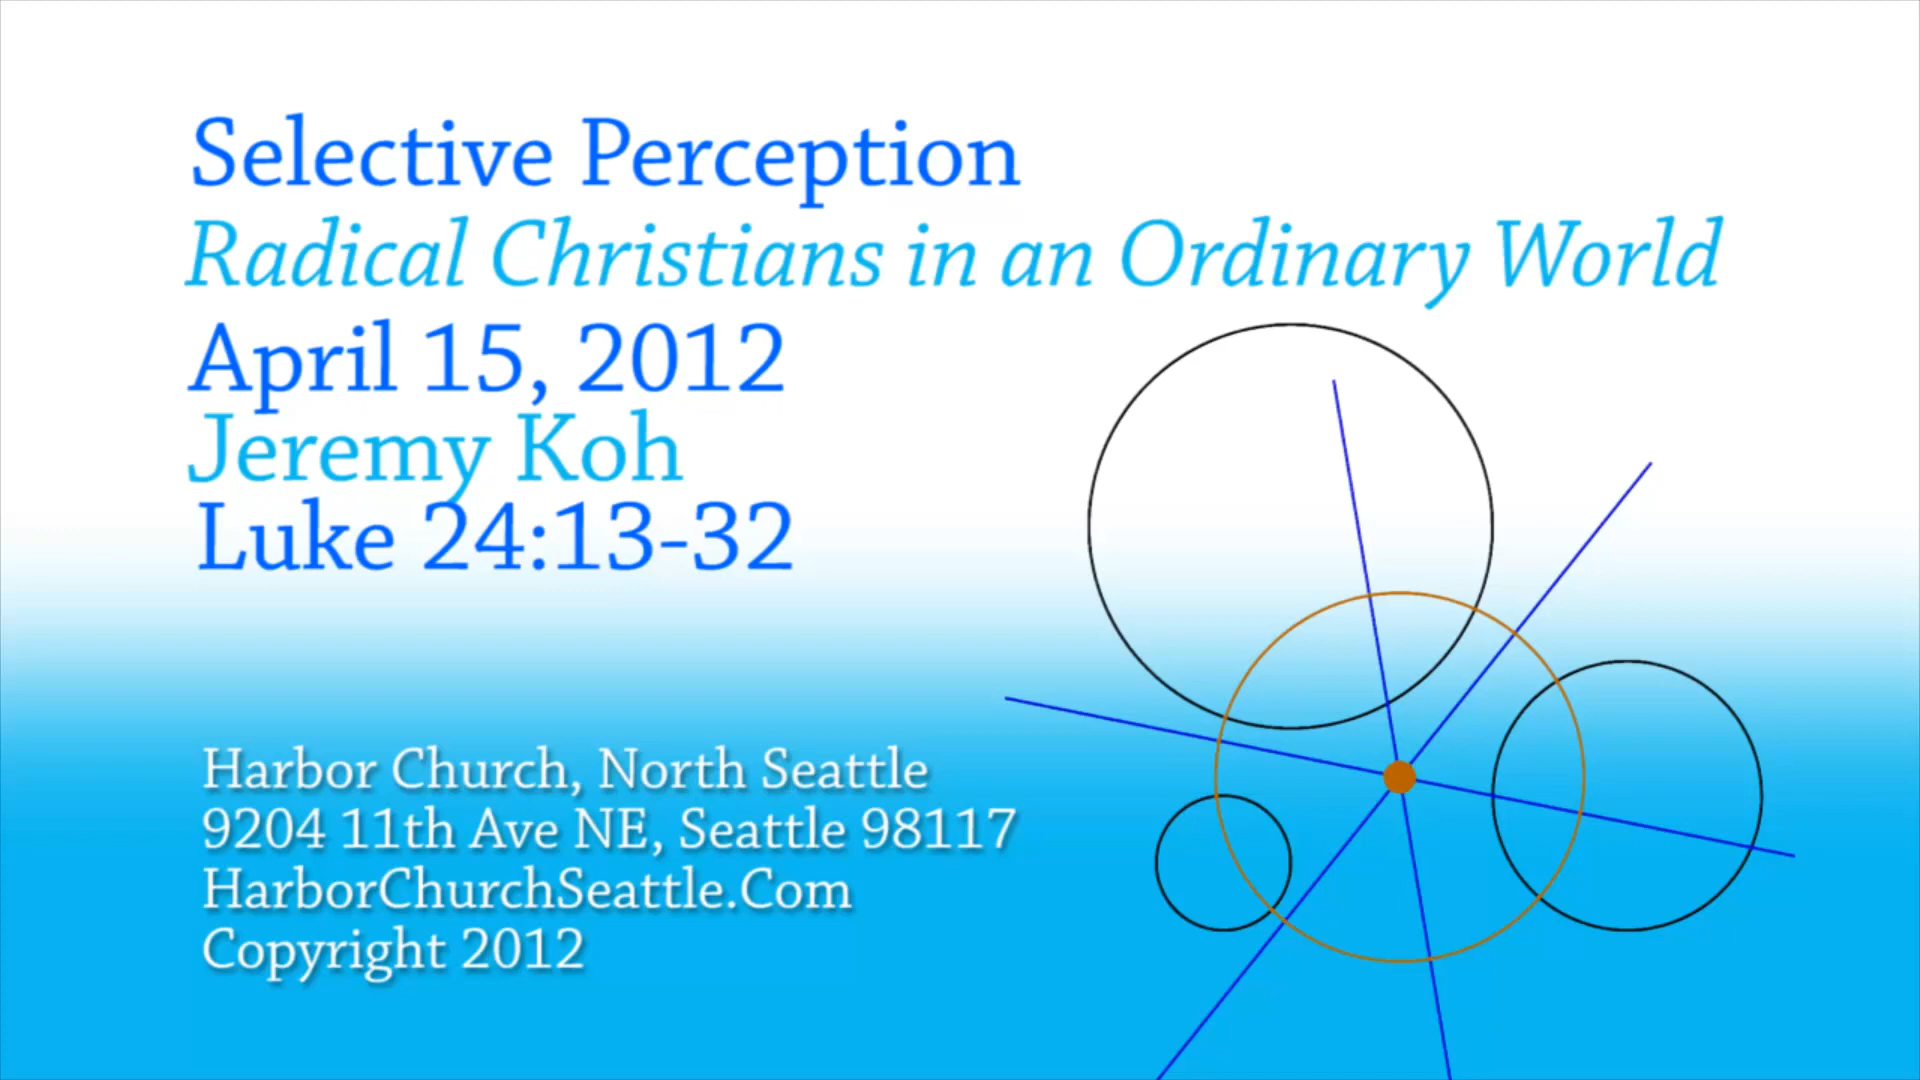 Selective Perception
Radical Christians in an Ordinary World
April 15, 2012
Jeremy Koh
Luke 24:13-32
Harbor Church, North Seattle
9204 11th Ave NE, Seattle 98117
HarborChurchSeattle.Com
Copyright 2012